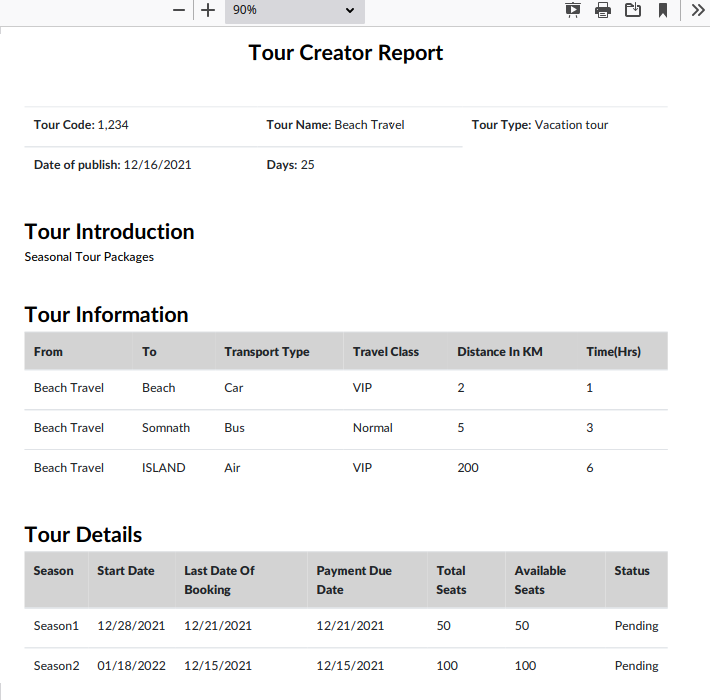 90%
Tour Creator Report
Tour Code: 1,234 Tour Name: Beach Travel Tour Type: Vacation tour
Date of publish: 12/16/2021 Days: 25
Tour Introduction
Seasonal Tour Packages
Tour Information
From To Transport Type Travel Class Distance In KM Time(Hrs)
Beach Travel Beach Car VIP 2 1
Beach Travel Somnath Bus Normal 5 3
Beach Travel ISLAND Air VIP 200 6
Tour Details
Season Start Date Last Date Of Booking Payment Due Date Total Seats Available Seats Status
Season1 12/28/2021 12/21/2021 12/21/2021 50 50 Pending
Season2 01/18/2022 12/15/2021 12/15/2021 100 100 Pending